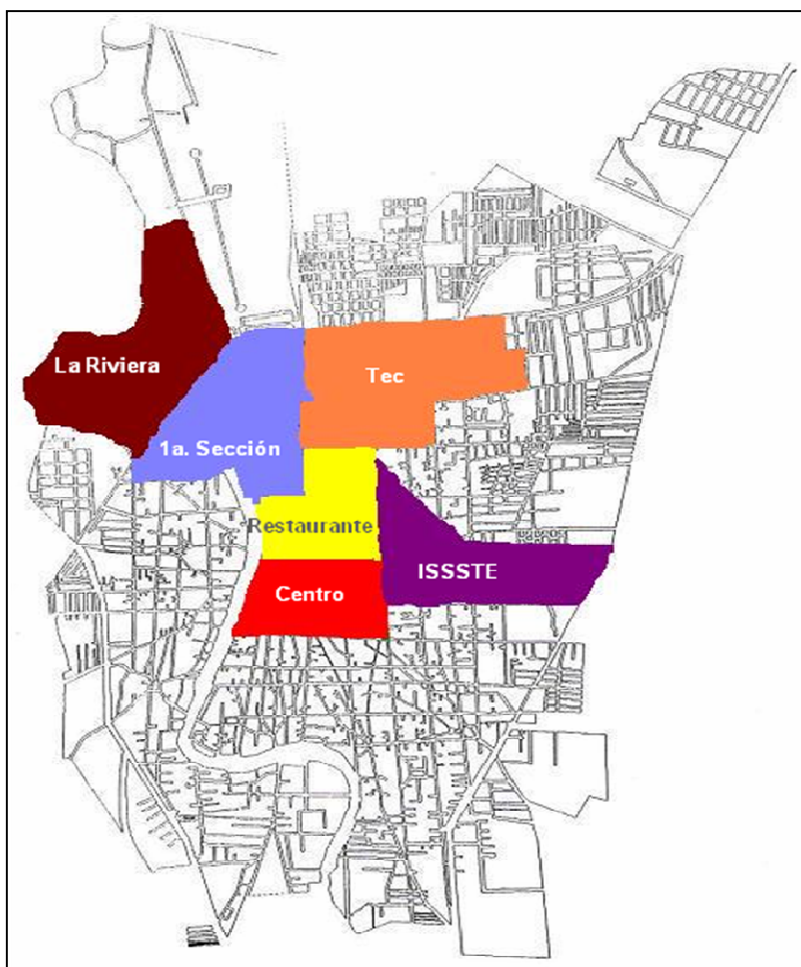 La Riviera
Tec
1a. Sección
Restaurante
ISSSTE
Centro